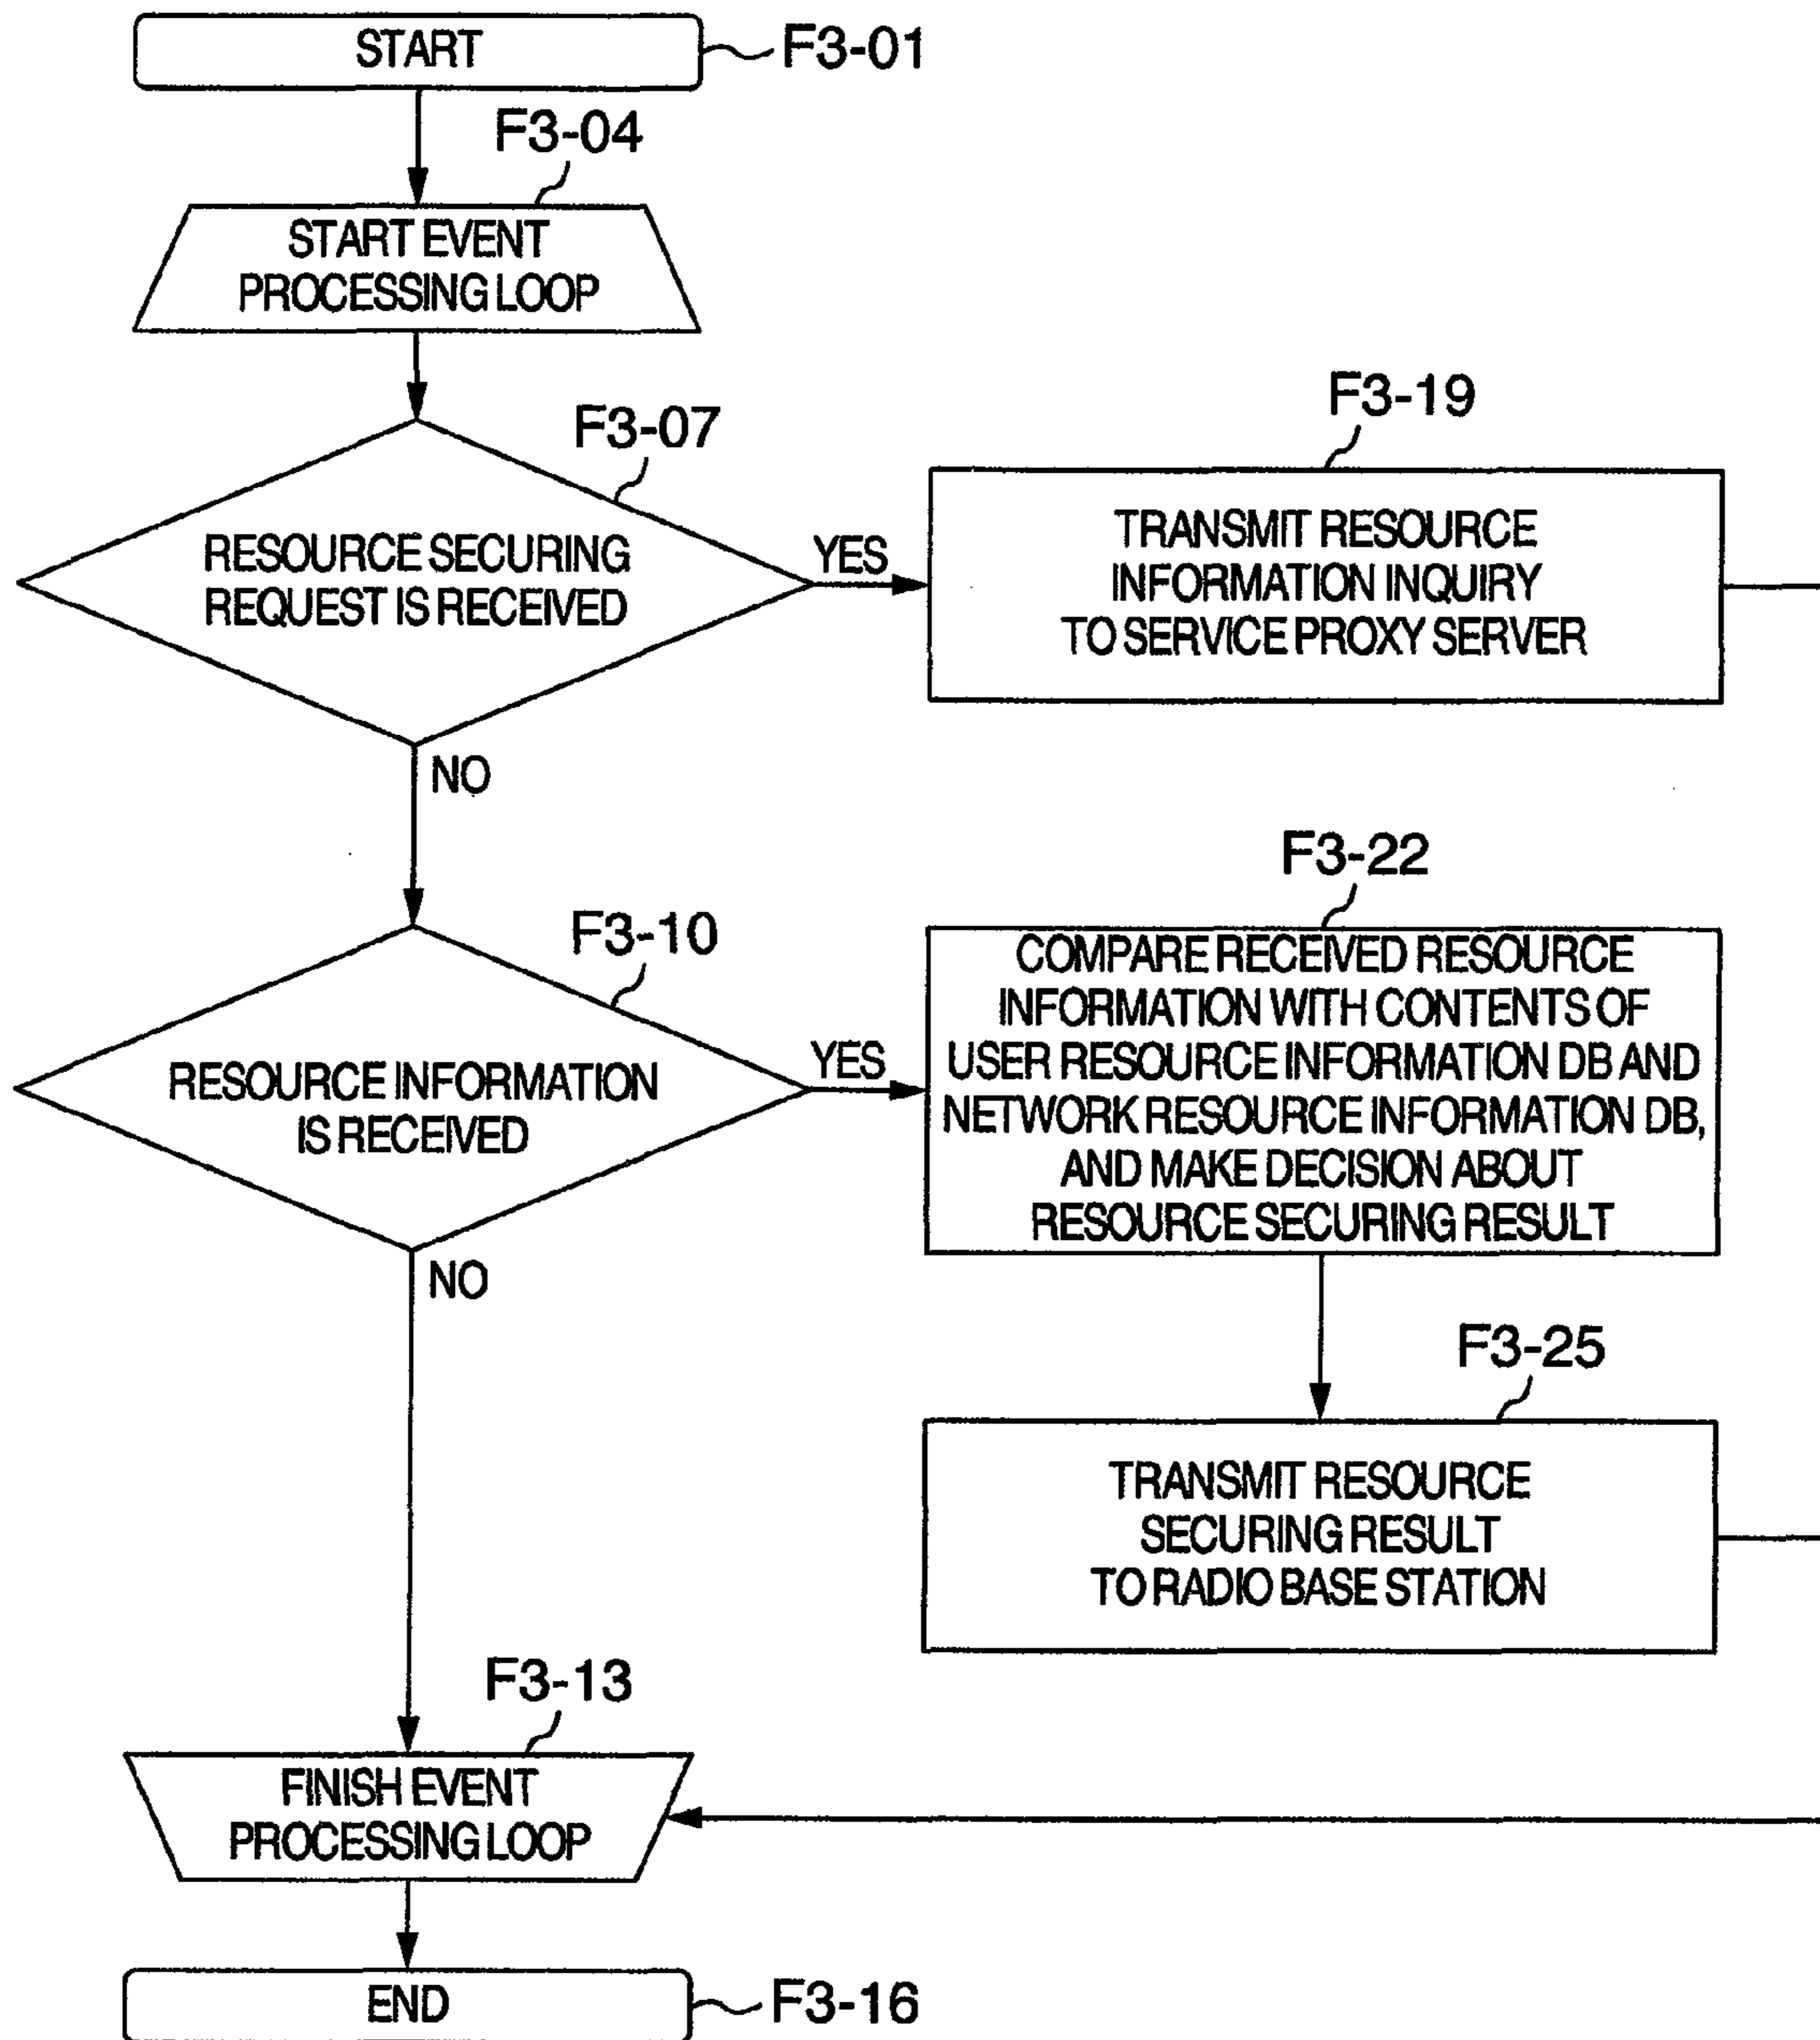 START
F3-01
F3-04
START EVENT
PROCESSING LOOP
F3-07
RESOURCE SECURING
REQUEST IS RECEIVED
YES
NO
F3-19
TRANSMIT RESOURCE
INFORMATION INQUIRY
TO SERVICE PROXY SERVER
F3-10
RESOURCE INFORMATION
IS RECEIVED
YES
NO
F3-22
COMPARE RECEIVED RESOURCE
INFORMATION WITH CONTENTS OF
USER RESOURCE INFORMATION DB AND
NETWORK RESOURCE INFORMATION DB,
AND MAKE DECISION ABOUT
RESOURCE SECURING RESULT
F3-25
TRANSMIT RESOURCE
SECURING RESULT
TO RADIO BASE STATION
F3-13
FINISH EVENT
PROCESSING LOOP
END
F3-16